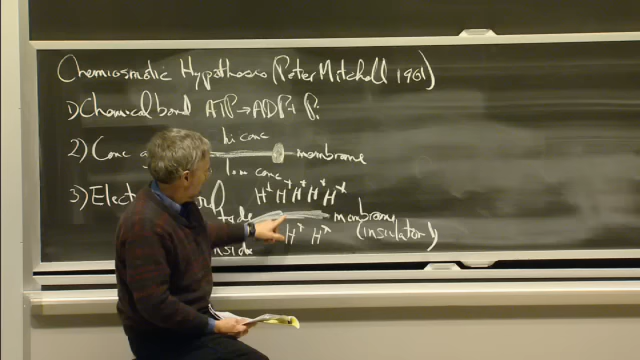 Chemiosmotic Hypothesis (Peter Mitchell 1961)
1) Chemical bond ATP → ADP + Pi
hi conc
2) Conc membrane
low conc
3) Elect
H+ H+ H+ H+ H+
side membrane
(insulator)
H+ H+
inside